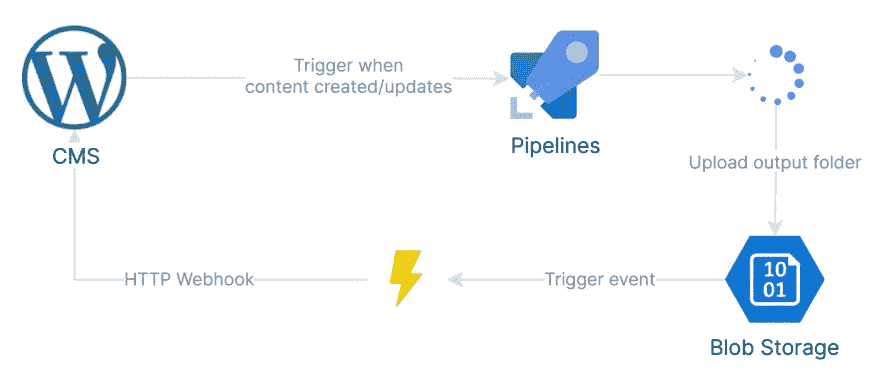 Trigger when
content created/updates
CMS
Pipelines
Upload output folder
HTTP Webhook
Trigger event
10
01
Blob Storage